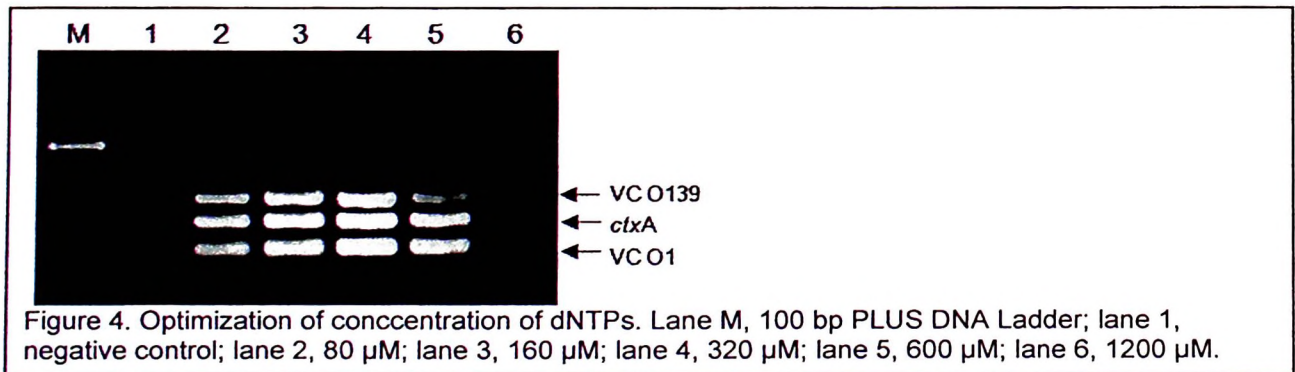 M 1 2 3 4 5 6
VC O139
ctxA
VC O1
Figure 4. Optimization of conccentration of dNTPs. Lane M, 100 bp PLUS DNA Ladder; lane 1,
negative control; lane 2, 80 µM; lane 3, 160 µM; lane 4, 320 µM; lane 5, 600 µM; lane 6, 1200 µM.